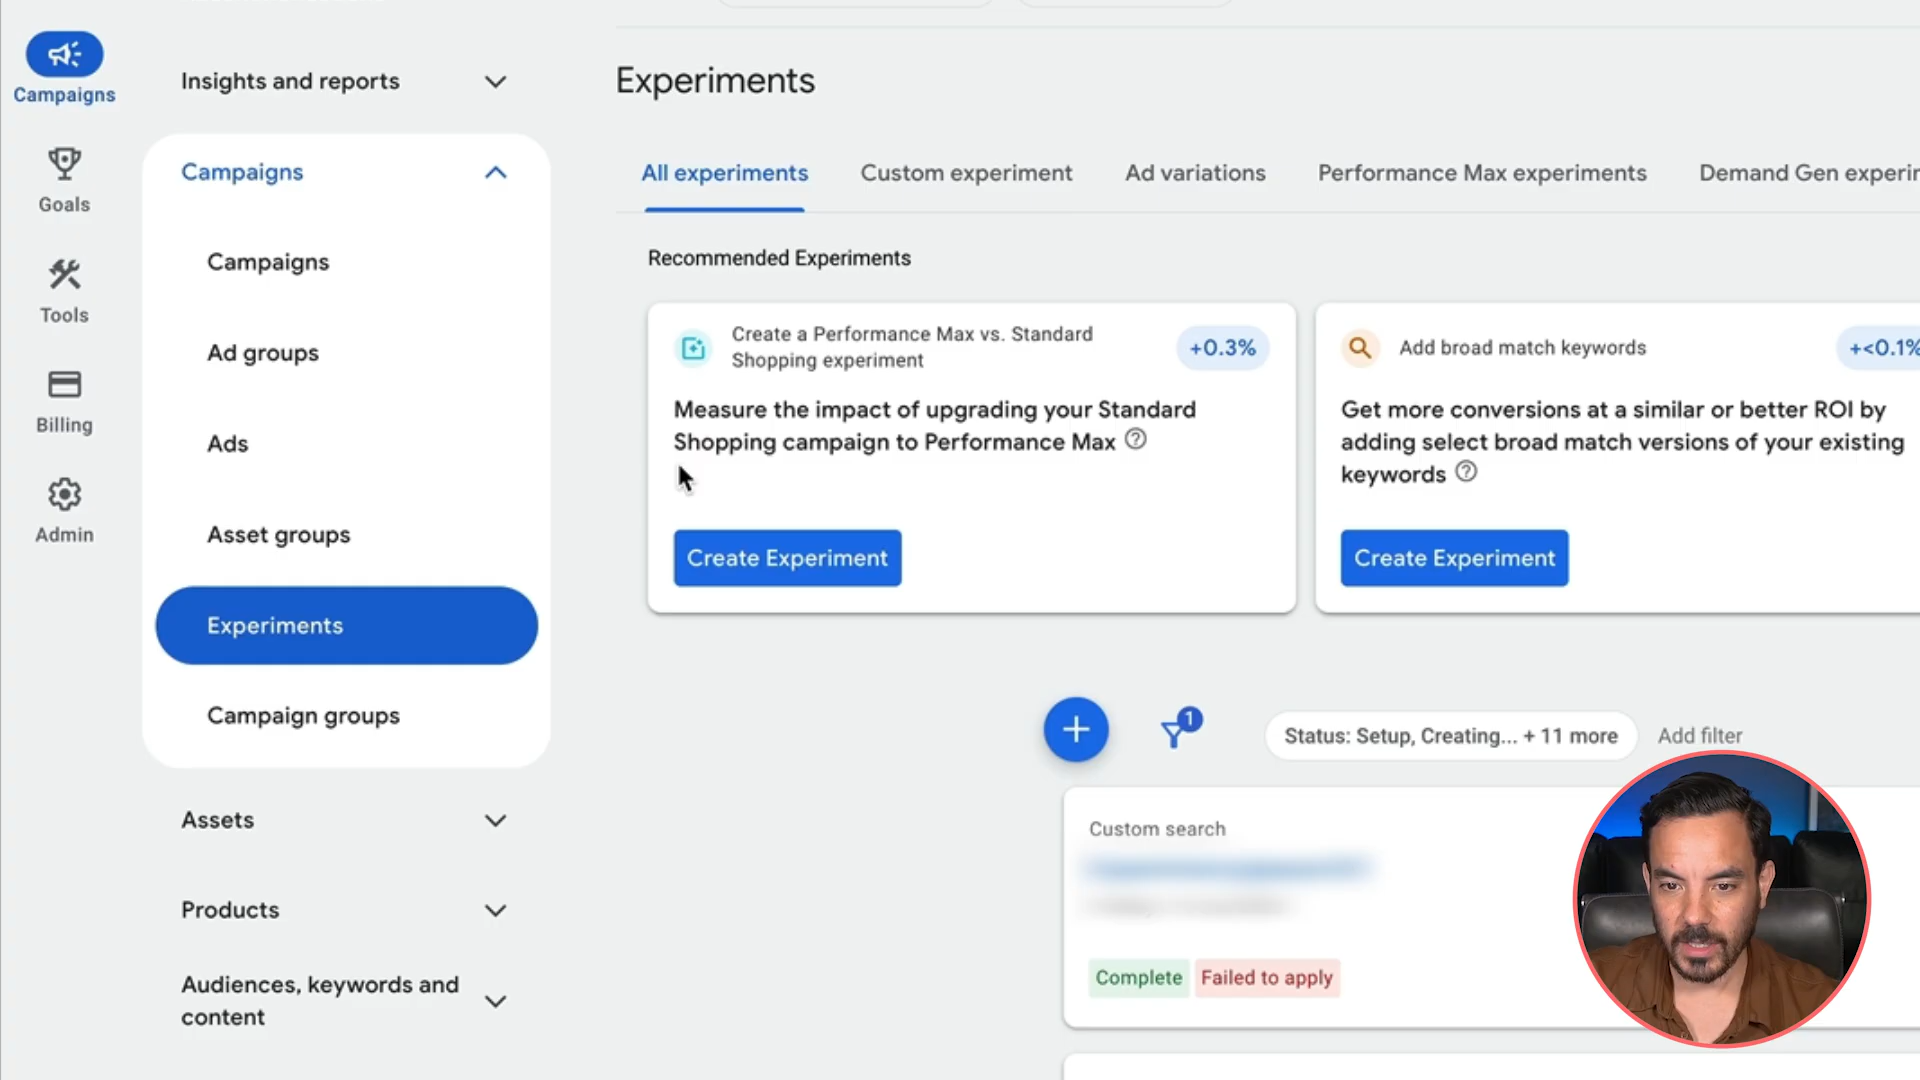 Campaigns
Goals
Tools
Billing
Admin
Insights and reports
Campaigns
Campaigns
Ad groups
Ads
Asset groups
Experiments
Campaign groups
Assets
Products
Audiences, keywords and
content
Experiments
All experiments
Custom experiment
Ad variations
Performance Max experiments
Demand Gen
Recommended Experiments
Create a Performance Max vs. Standard
Shopping experiment
+0.3%
Measure the impact of upgrading your Standard
Shopping campaign to Performance Max
Create Experiment
Add broad match keywords
+<0.1%
Get more conversions at a similar or better ROI by
adding select broad match versions of your existing
keywords
Create Experiment
1
Status: Setup, Creating... + 11 more
Add filter
Custom search
Complete
Failed to apply